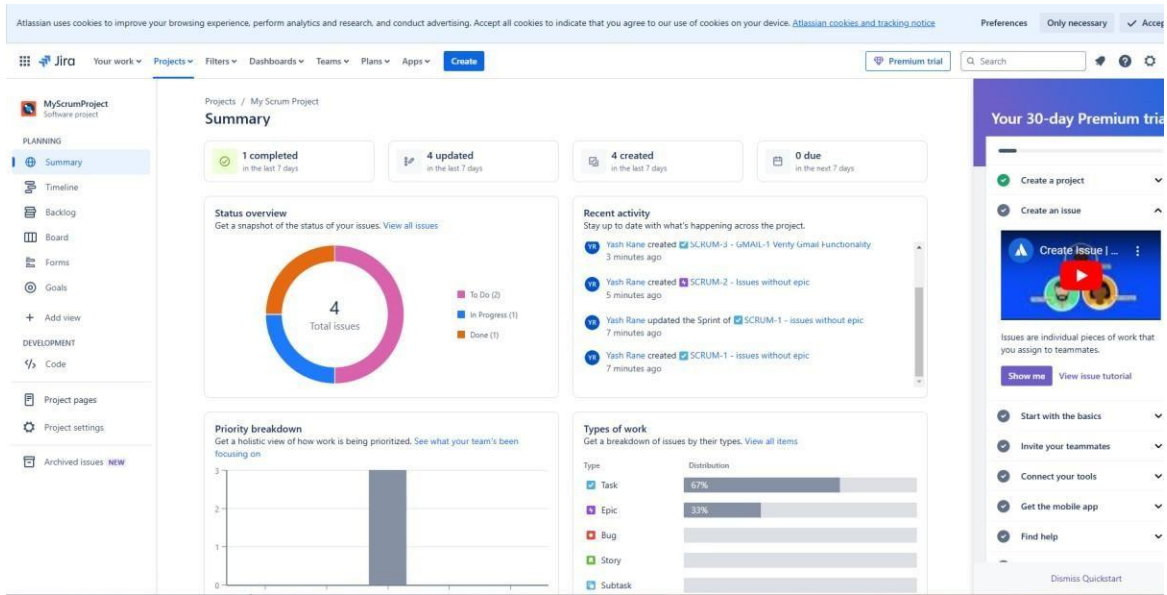 Atlassian uses cookies to improve your browsing experience, perform analytics and research, and conduct advertising. Accept all cookies to indicate that you agree to our use of cookies on your device. Atlassian cookies and tracking notice
Preferences
Only necessary
Accep
Jira
Your work
Projects
Filters
Dashboards
Teams
Plans
Apps
Create
Premium trial
Search
MyScrumProject
Software project
PLANNING
Summary
Timeline
Backlog
Board
Forms
Goals
Add view
DEVELOPMENT
Code
Project pages
Project settings
Archived issues NEW
Projects / My Scrum Project
Summary
1 completed
in the last 7 days
4 updated
in the last 7 days
4 created
in the last 7 days
0 due
in the next 7 days
Status overview
Get a snapshot of the status of your issues. View all issues
4
Total issues
To Do (2)
In Progress (1)
Done (1)
Recent activity
Stay up to date with what's happening across the project.
YR Yash Rane created SCRUM-3 - GMAIL-1 Verify Gmail Functionality
3 minutes ago
YR Yash Rane created SCRUM-2 - Issues without epic
5 minutes ago
YR Yash Rane updated the Sprint of SCRUM-1 - issues without epic
7 minutes ago
YR Yash Rane created SCRUM-1 - issues without epic
7 minutes ago
Priority breakdown
Get a holistic view of how work is being prioritized. See what your team's been
focusing on
3
2
1
0
Types of work
Get a breakdown of issues by their types. View all items
Type
Distribution
Task
67%
Epic
33%
Bug
Story
Subtask
Your 30-day Premium tria
Create a project
Create an issue
Create Issue | ...
Issues are individual pieces of work that
you assign to teammates.
Show me
View issue tutorial
Start with the basics
Invite your teammates
Connect your tools
Get the mobile app
Find help
Dismiss Quickstart